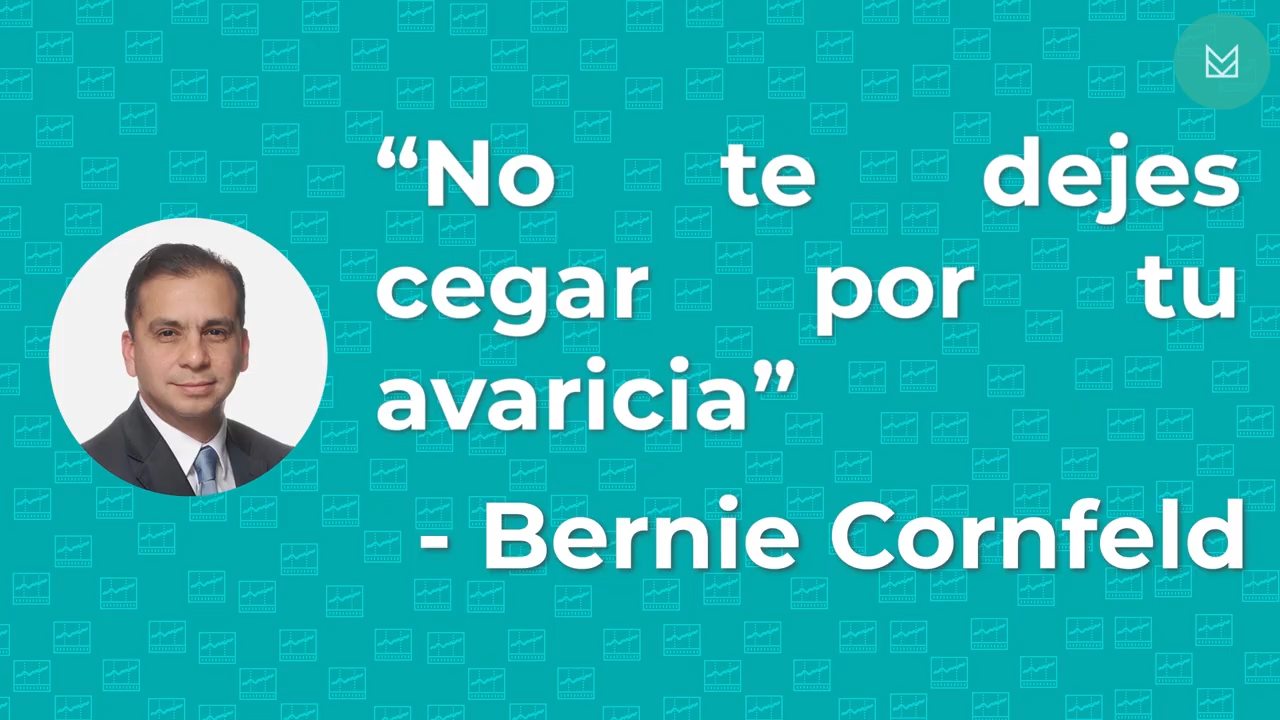 “No te dejes
cegar por tu
avaricia”
- Bernie Cornfeld